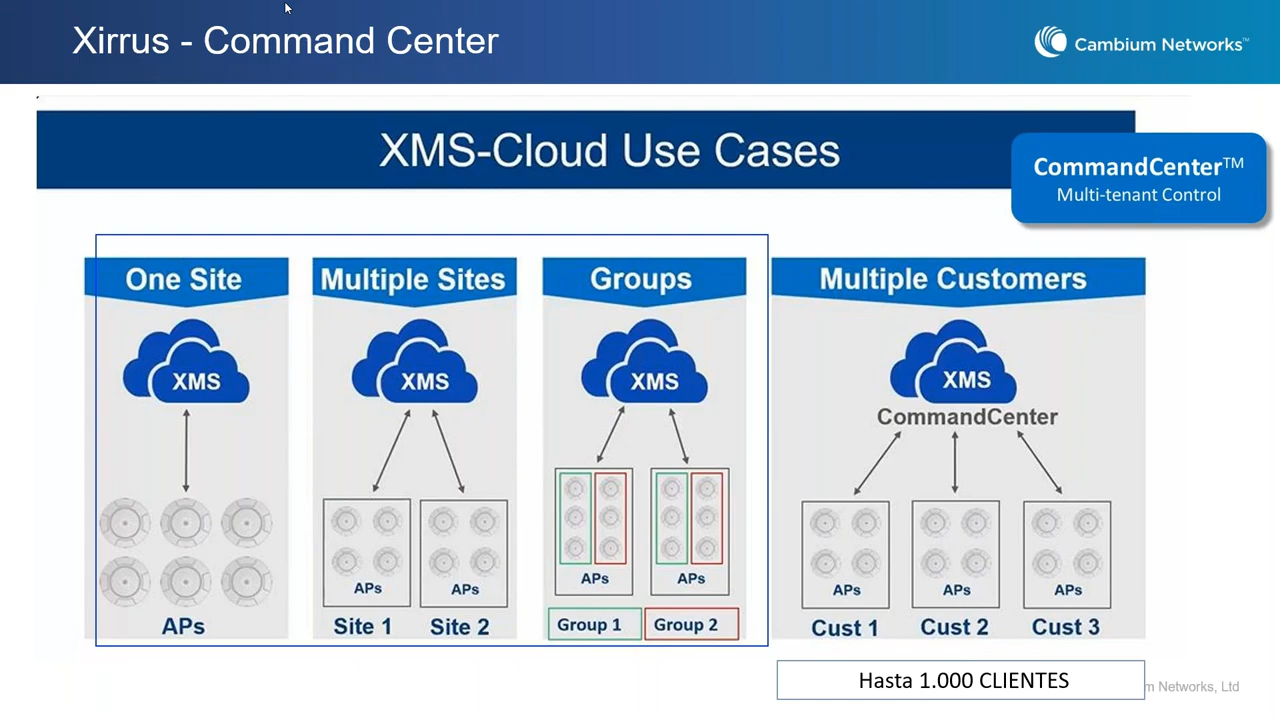 Xirrus - Command Center
Cambium Networks™
XMS-Cloud Use Cases
CommandCenter™
Multi-tenant Control
One Site
XMS
APs
Multiple Sites
XMS
APs
APs
Site 1
Site 2
Groups
XMS
APs
APs
Group 1
Group 2
Multiple Customers
XMS
CommandCenter
APs
APs
APs
Cust 1
Cust 2
Cust 3
Hasta 1.000 CLIENTES
Networks, Ltd